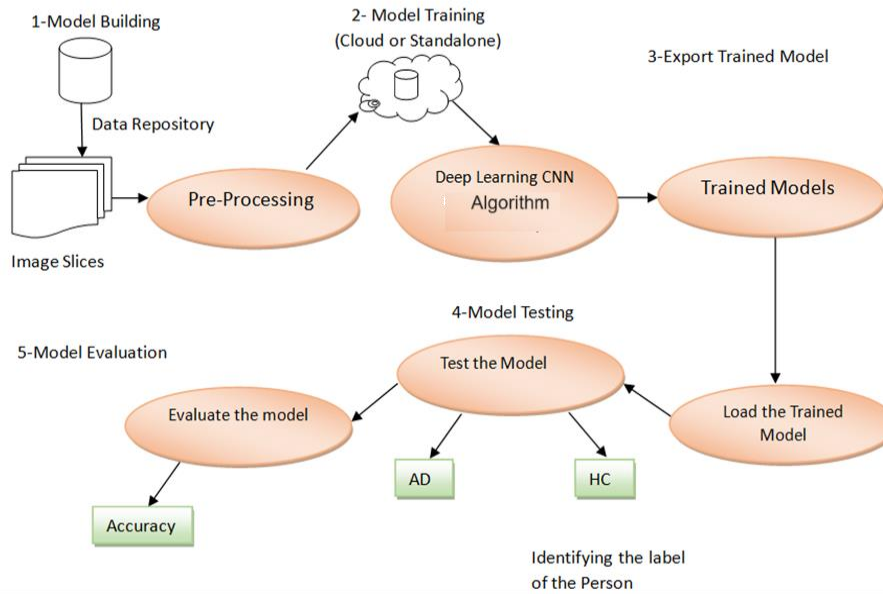 1-Model Building
2- Model Training
(Cloud or Standalone)
3-Export Trained Model
Data Repository
Pre-Processing
Deep Learning CNN
Algorithm
Trained Models
Image Slices
4-Model Testing
5-Model Evaluation
Test the Model
Evaluate the model
Load the Trained
Model
AD
HC
Accuracy
Identifying the label
of the Person